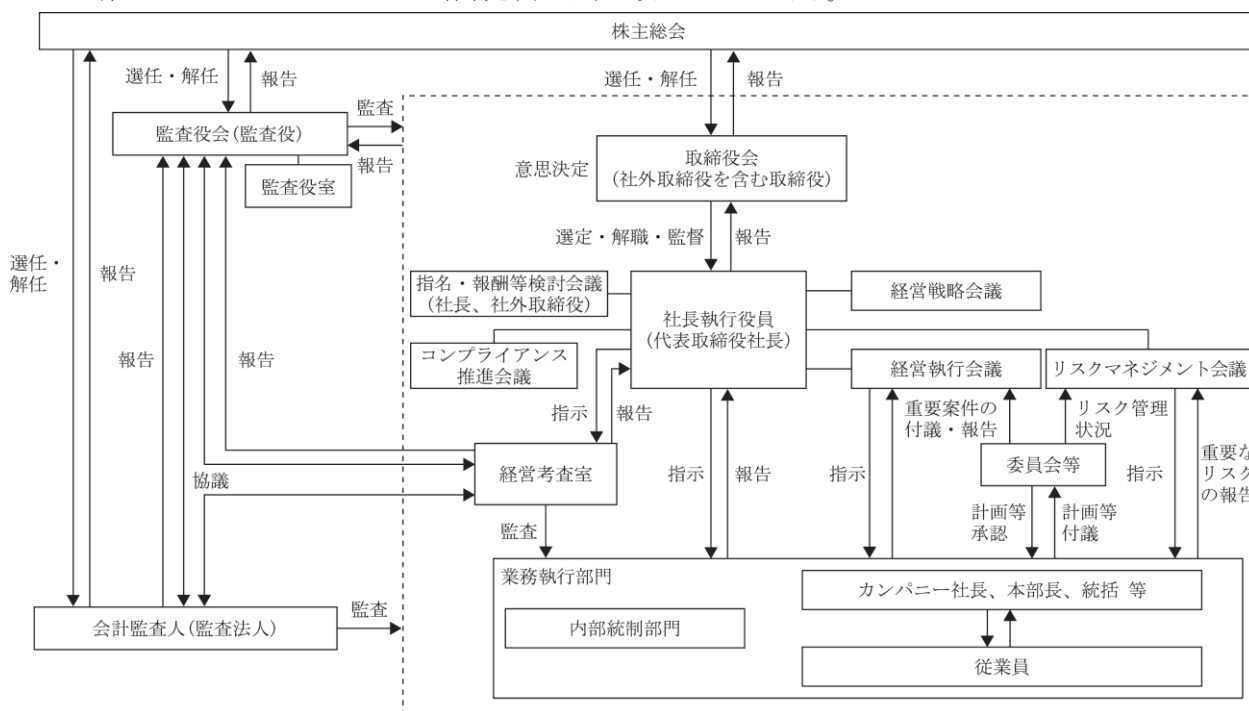 株主総会
選任・解任
報告
選任・解任
報告
監査役会(監査役)
監査
報告
監査役室
意思決定
取締役会
(社外取締役を含む取締役)
選定・解職・監督
報告
選任・
解任
報告
指名・報酬等検討会議
(社長、社外取締役)
社長執行役員
(代表取締役社長)
経営戦略会議
コンプライアンス
推進会議
経営執行会議
リスクマネジメント会議
報告
報告
指示
報告
重要案件の
付議・報告
リスク管理
状況
経営考査室
協議
指示
報告
指示
委員会等
指示
重要な
リスク
の報告
監査
計画等
承認
計画等
付議
業務執行部門
カンパニー社長、本部長、統括 等
内部統制部門
従業員
会計監査人(監査法人)
監査